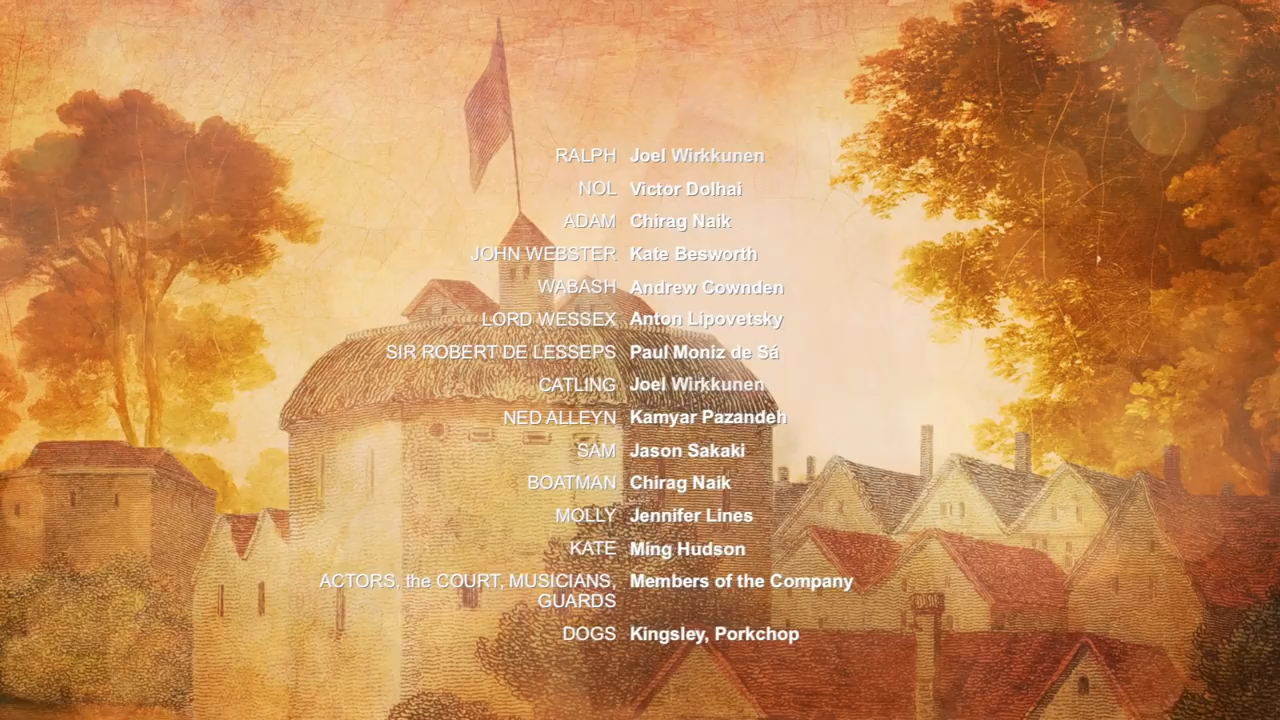 RALPH Joel Wirkkunen
NOL Victor Dolhai
ADAM Chirag Naik
JOHN WEBSTER Kate Besworth
WABASH Andrew Cownden
LORD WESSEX Anton Lipovetsky
SIR ROBERT DE LESSEPS Paul Moniz de Sá
CATLING Joel Wirkkunen
NED ALLEYN Kamyar Pazandeh
SAM Jason Sakaki
BOATMAN Chirag Naik
MOLLY Jennifer Lines
KATE Ming Hudson
ACTORS, the COURT, MUSICIANS, Members of the Company
GUARDS
DOGS Kingsley, Porkchop